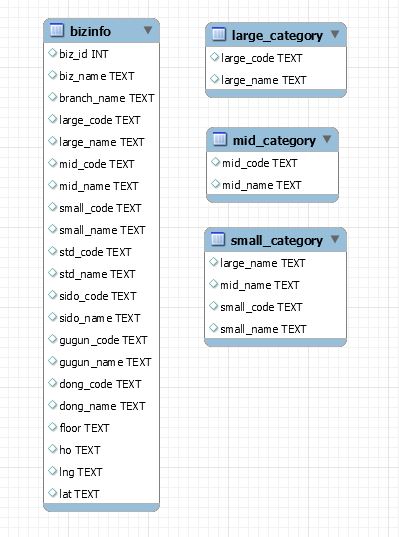 bizinfo
biz_id INT
biz_name TEXT
branch_name TEXT
large_code TEXT
large_name TEXT
mid_code TEXT
mid_name TEXT
small_code TEXT
small_name TEXT
std_code TEXT
std_name TEXT
sido_code TEXT
sido_name TEXT
gugun_code TEXT
gugun_name TEXT
dong_code TEXT
dong_name TEXT
floor TEXT
ho TEXT
lng TEXT
lat TEXT
large_category
large_code TEXT
large_name TEXT
mid_category
mid_code TEXT
mid_name TEXT
small_category
large_name TEXT
mid_name TEXT
small_code TEXT
small_name TEXT